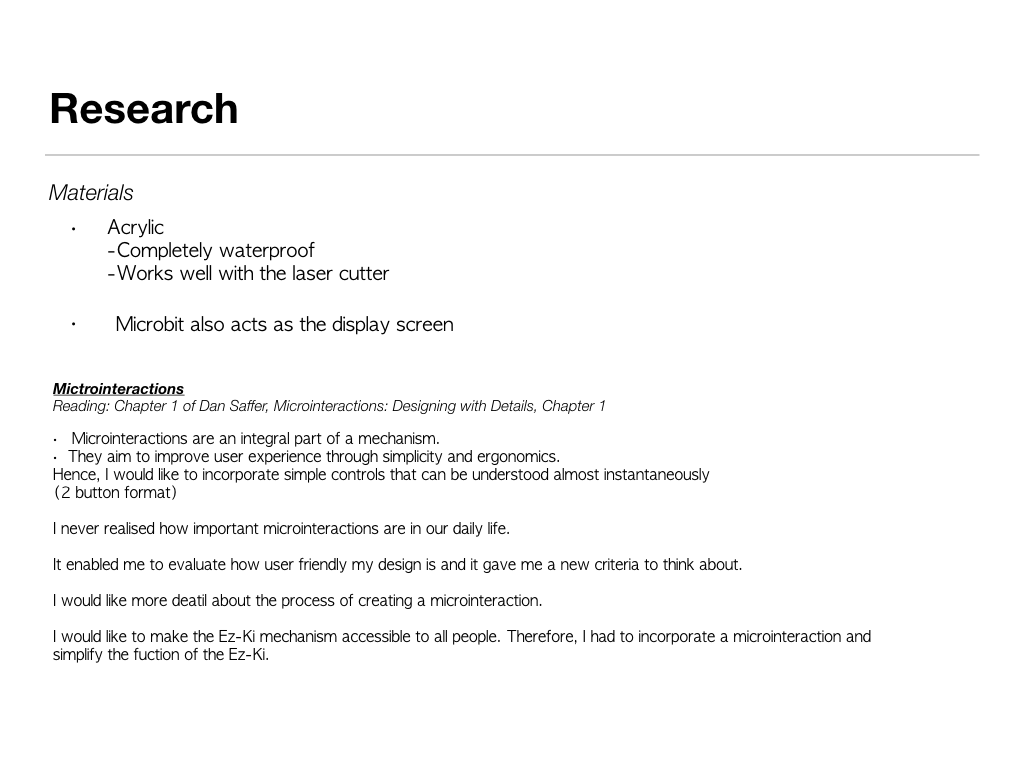 Research
Materials
· Acrylic
-Completely waterproof
-Works well with the laser cutter
· Microbit also acts as the display screen
Mictrointeractions
Reading: Chapter 1 of Dan Saffer, Microinteractions: Designing with Details, Chapter 1
· Microinteractions are an integral part of a mechanism.
· They aim to improve user experience through simplicity and ergonomics.
Hence, I would like to incorporate simple controls that can be understood almost instantaneously
(2 button format)
I never realised how important microinteractions are in our daily life.
It enabled me to evaluate how user friendly my design is and it gave me a new criteria to think about.
I would like more deatil about the process of creating a microinteraction.
I would like to make the Ez-Ki mechanism accessible to all people. Therefore, I had to incorporate a microinteraction and
simplify the fuction of the Ez-Ki.